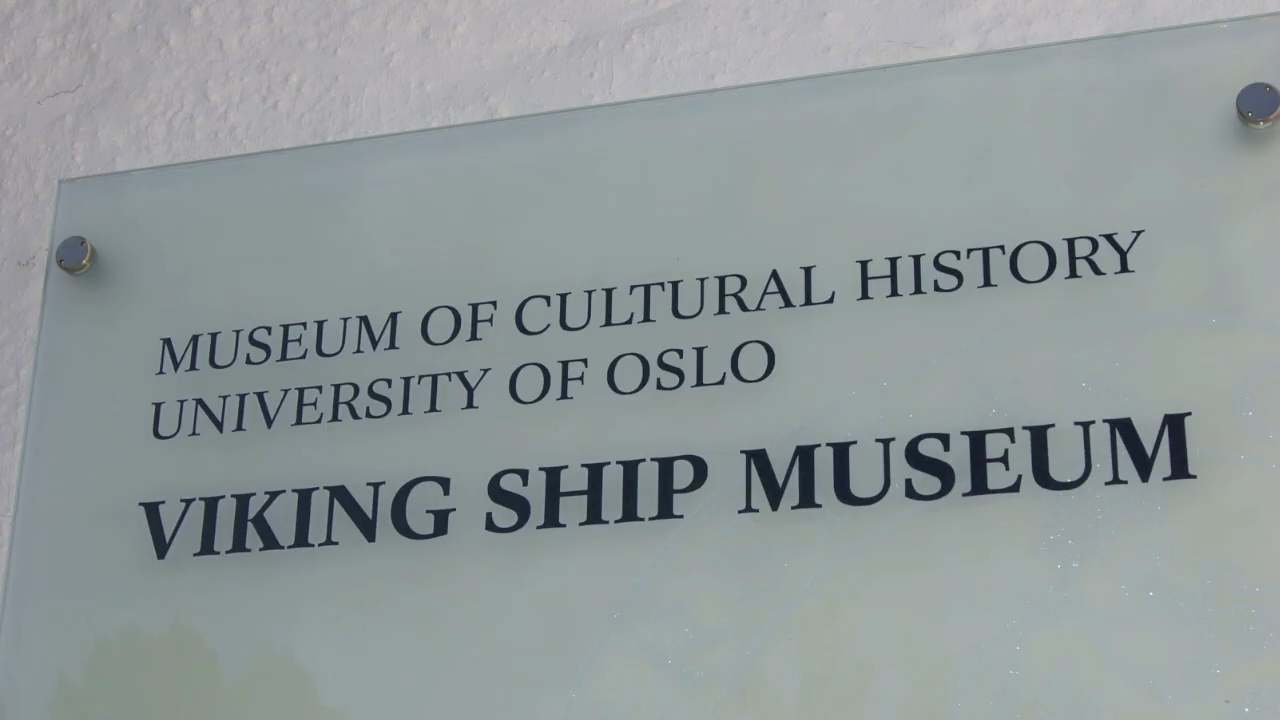 MUSEUM OF CULTURAL HISTORY
UNIVERSITY OF OSLO
VIKING SHIP MUSEUM